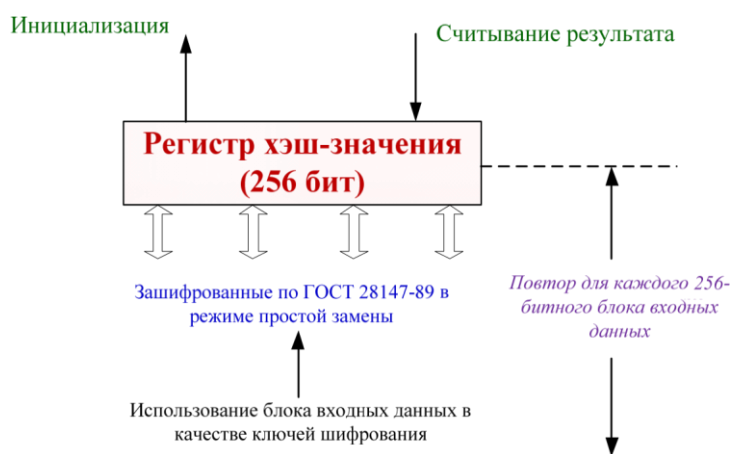 Инициализация
Считывание результата
Регистр хэш-значения
(256 бит)
Зашифрованные по ГОСТ 28147-89 в
режиме простой замены
Повтор для каждого 256-
битного блока входных
данных
Использование блока входных данных в
качестве ключей шифрования